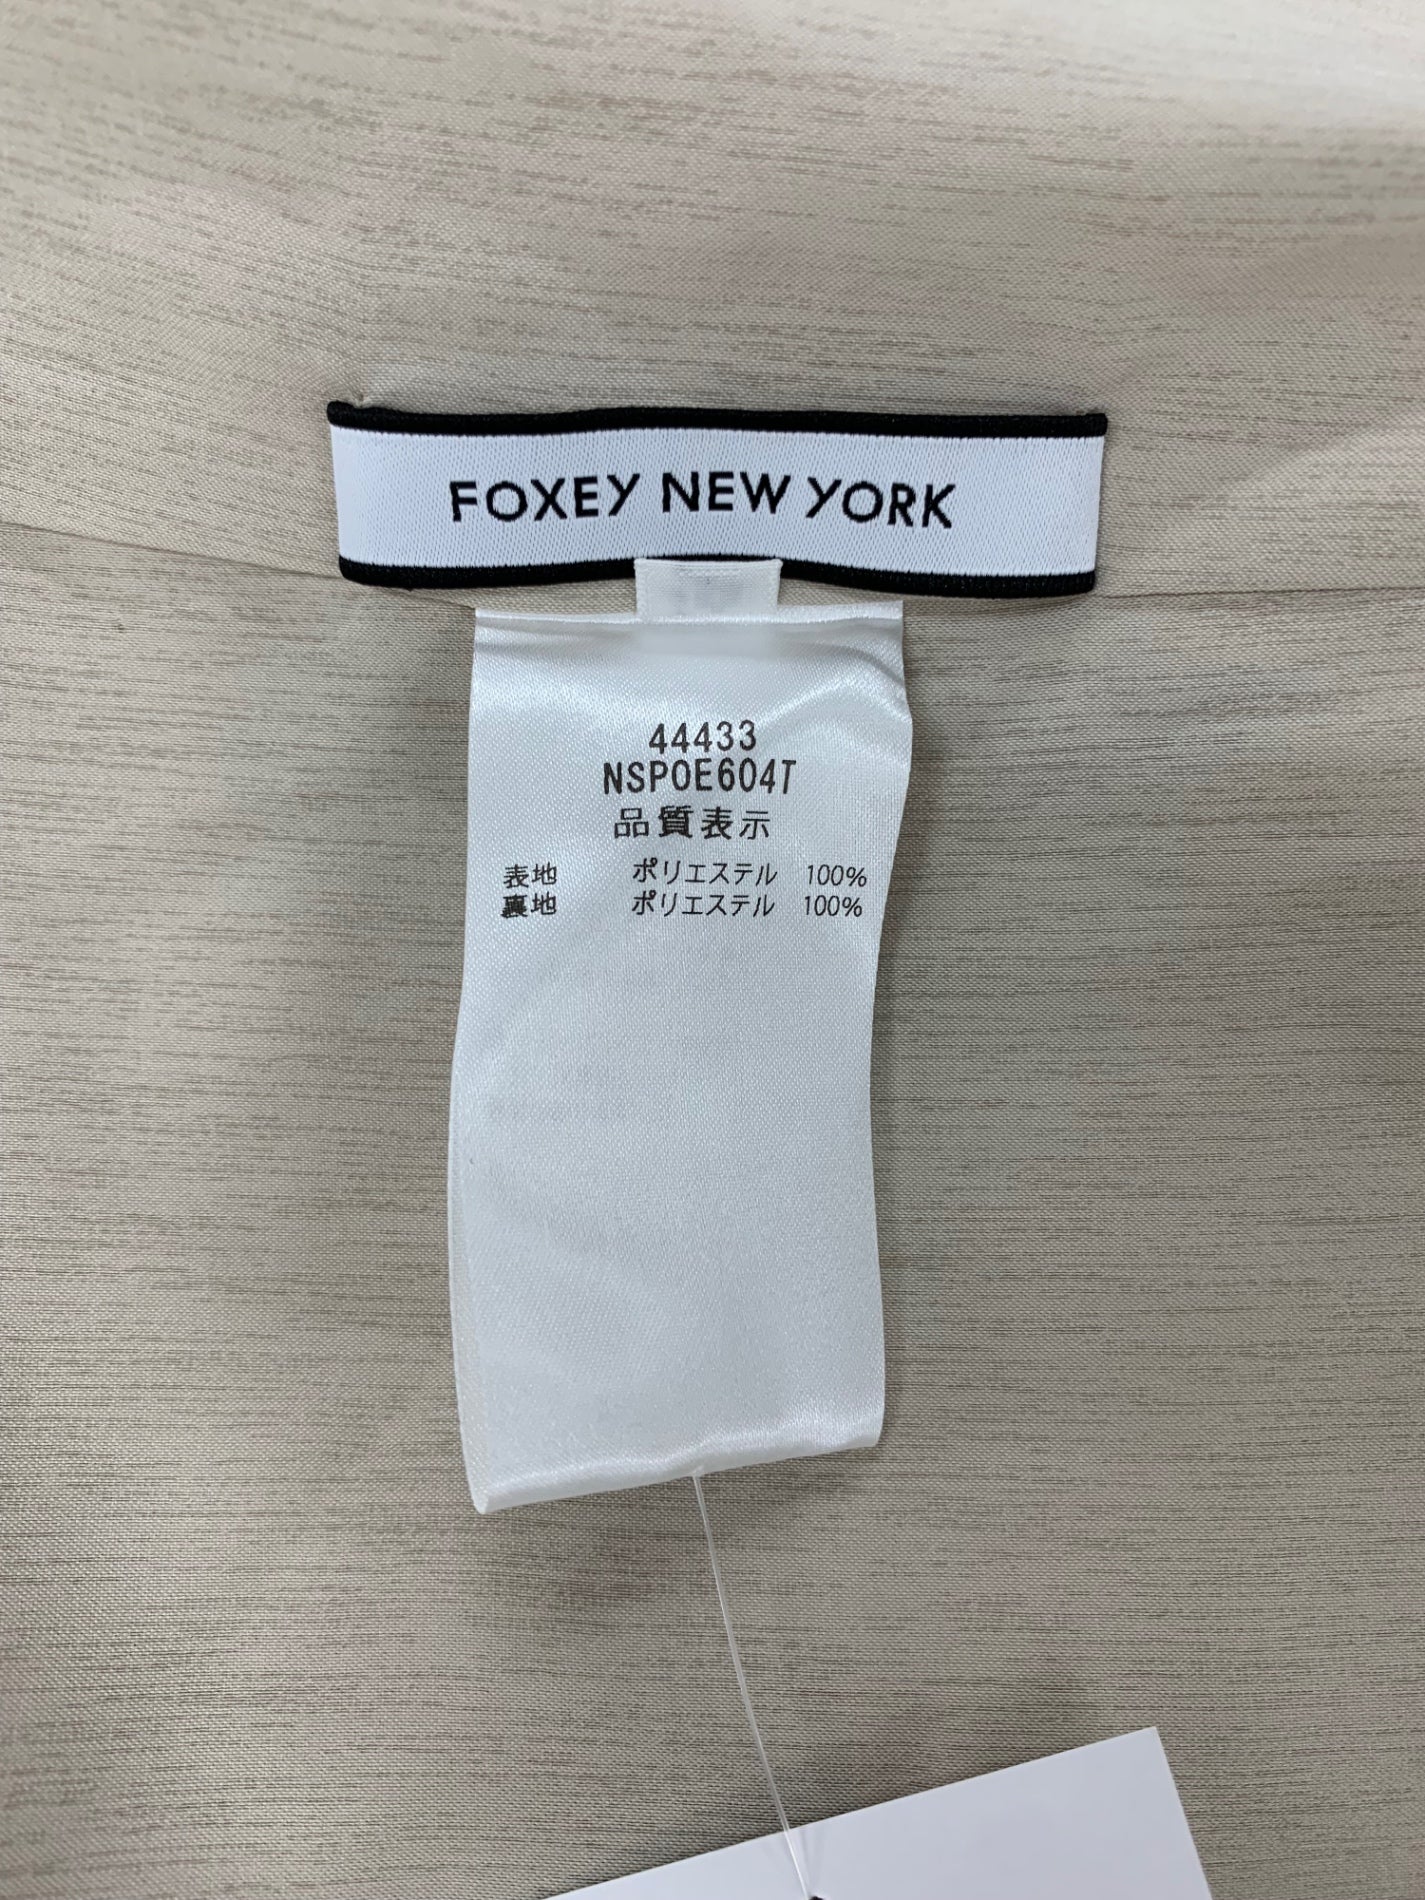 FOXEY NEW YORK
44433
NSPOE604T
品質表示
表地 ポリエステル 100%
裏地 ポリエステル 100%